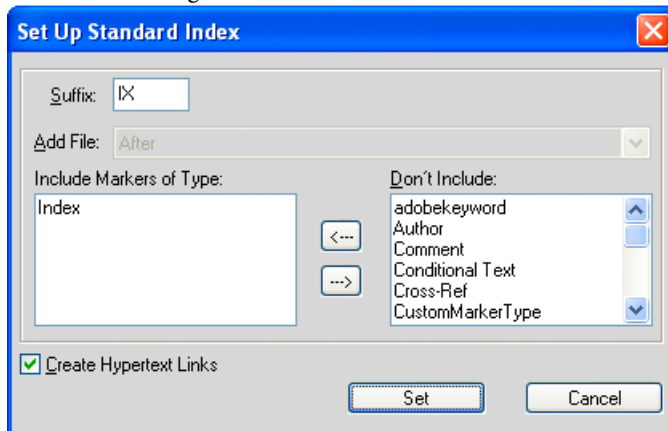 Set Up Standard Index
Suffix: IX
Add File: After
Include Markers of Type:
Index
<---
--->
Don't Include:
adobekeyword
Author
Comment
Conditional Text
Cross-Ref
CustomMarkerType
Create Hypertext Links
Set
Cancel